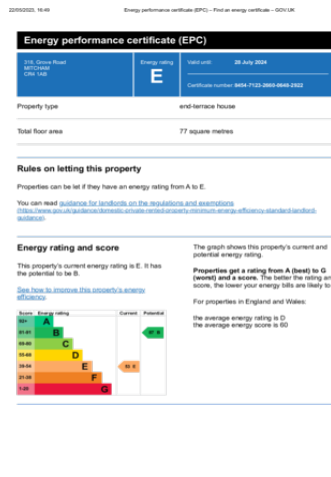 22/05/2023, 16:49 Energy performance certificate (EPC) – Find an energy certificate – GOV.UK
Energy performance certificate (EPC)
216, Grove Road
MITCHAM
CR4 1AB
Energy rating
E
Valid until: 28 July 2024
Certificate number:
Property type end-terrace house
Total floor area 77 square metres
Rules on letting this property
Properties can be let if they have an energy rating from A to E.
You can read guidance for landlords on the regulations and exemptions
(https://www.gov.uk/guidance/domestic-private-rented-property-minimum-energy-efficiency-standard-landlord-
guidance).
Energy rating and score
This property's current energy rating is E. It has
the potential to be B.
See how to improve this property's energy
efficiency.
The graph shows this property's current and
potential energy rating.
Properties get a rating from A (best) to G
(worst) and a score. The better the rating an
score, the lower your energy bills are likely to
For properties in England and Wales:
the average energy rating is D
the average energy score is 60
Score Energy rating Current Potential
92+ A
81-91 B
69-80 C
55-68 D
39-54 E
21-38 F
1-20 G